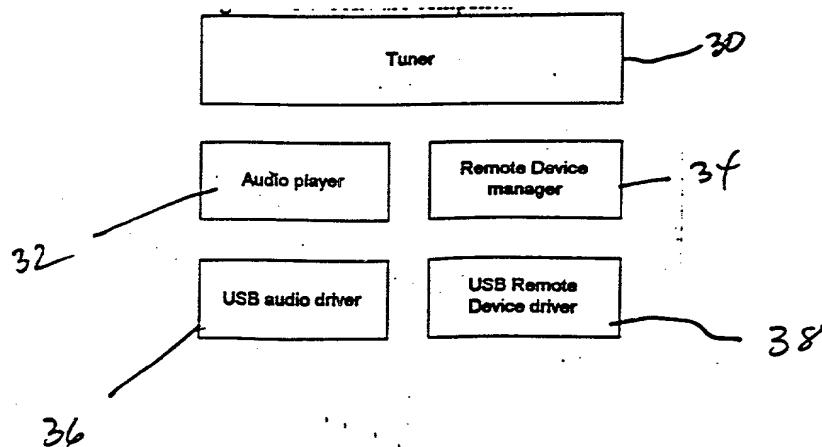 Tuner
30
Audio player
Remote Device
manager
34
32
USB audio driver
USB Remote
Device driver
38
36